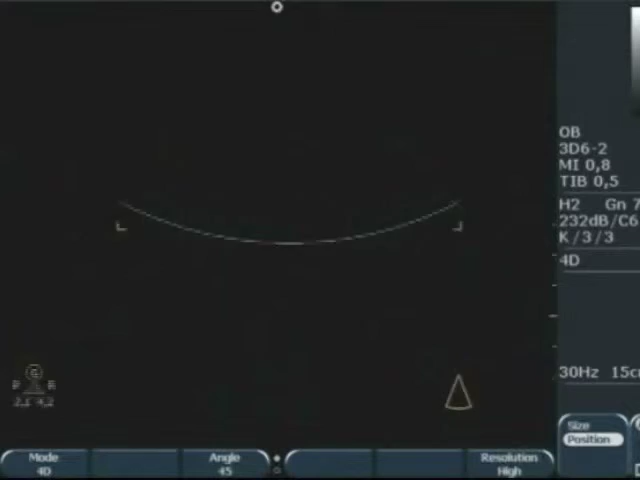 OB
3D6-2
MI 0,8
TIB 0,5
H2 Gn 7
232dB/C6
K/3/3
4D
30Hz 15c
P R
Size
Position
Mode
4D
Angle
45
Resolution
High